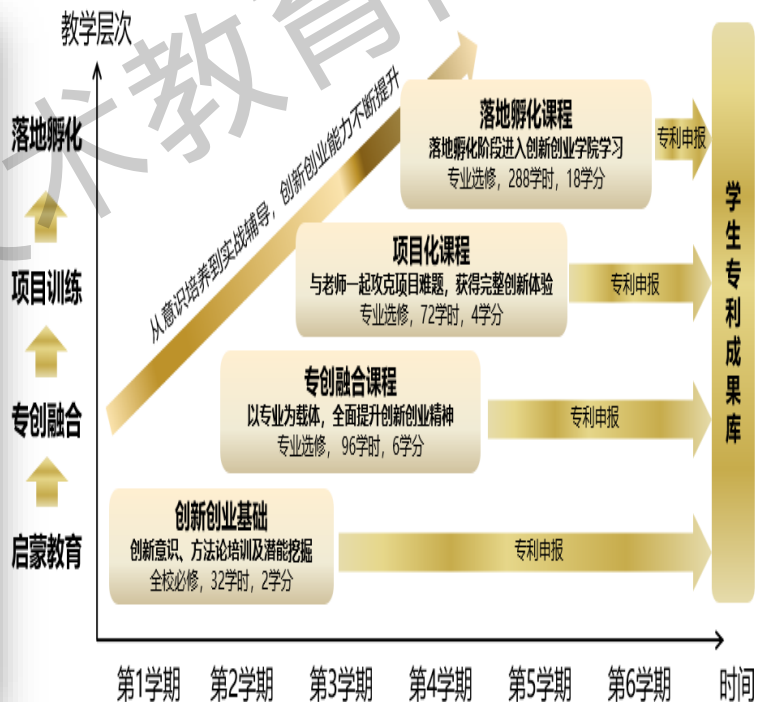 教学层次
落地孵化
项目训练
专创融合
启蒙教育
术教育
从意识培养到实战辅导，创新创业能力不断提升
落地孵化课程
落地孵化阶段进入创新创业学院学习
专业选修，288学时，18学分
专利申报
项目化课程
与老师一起攻克项目难题，获得完整创新体验
专业选修，72学时，4学分
专利申报
专创融合课程
以专业为载体，全面提升创新创业精神
专业选修， 96学时，6学分
专利申报
创新创业基础
创新意识、方法论培训及潜能挖掘
全校必修，32学时，2学分
专利申报
学生专利成果库
第1学期 第2学期 第3学期 第4学期 第5学期 第6学期 时间